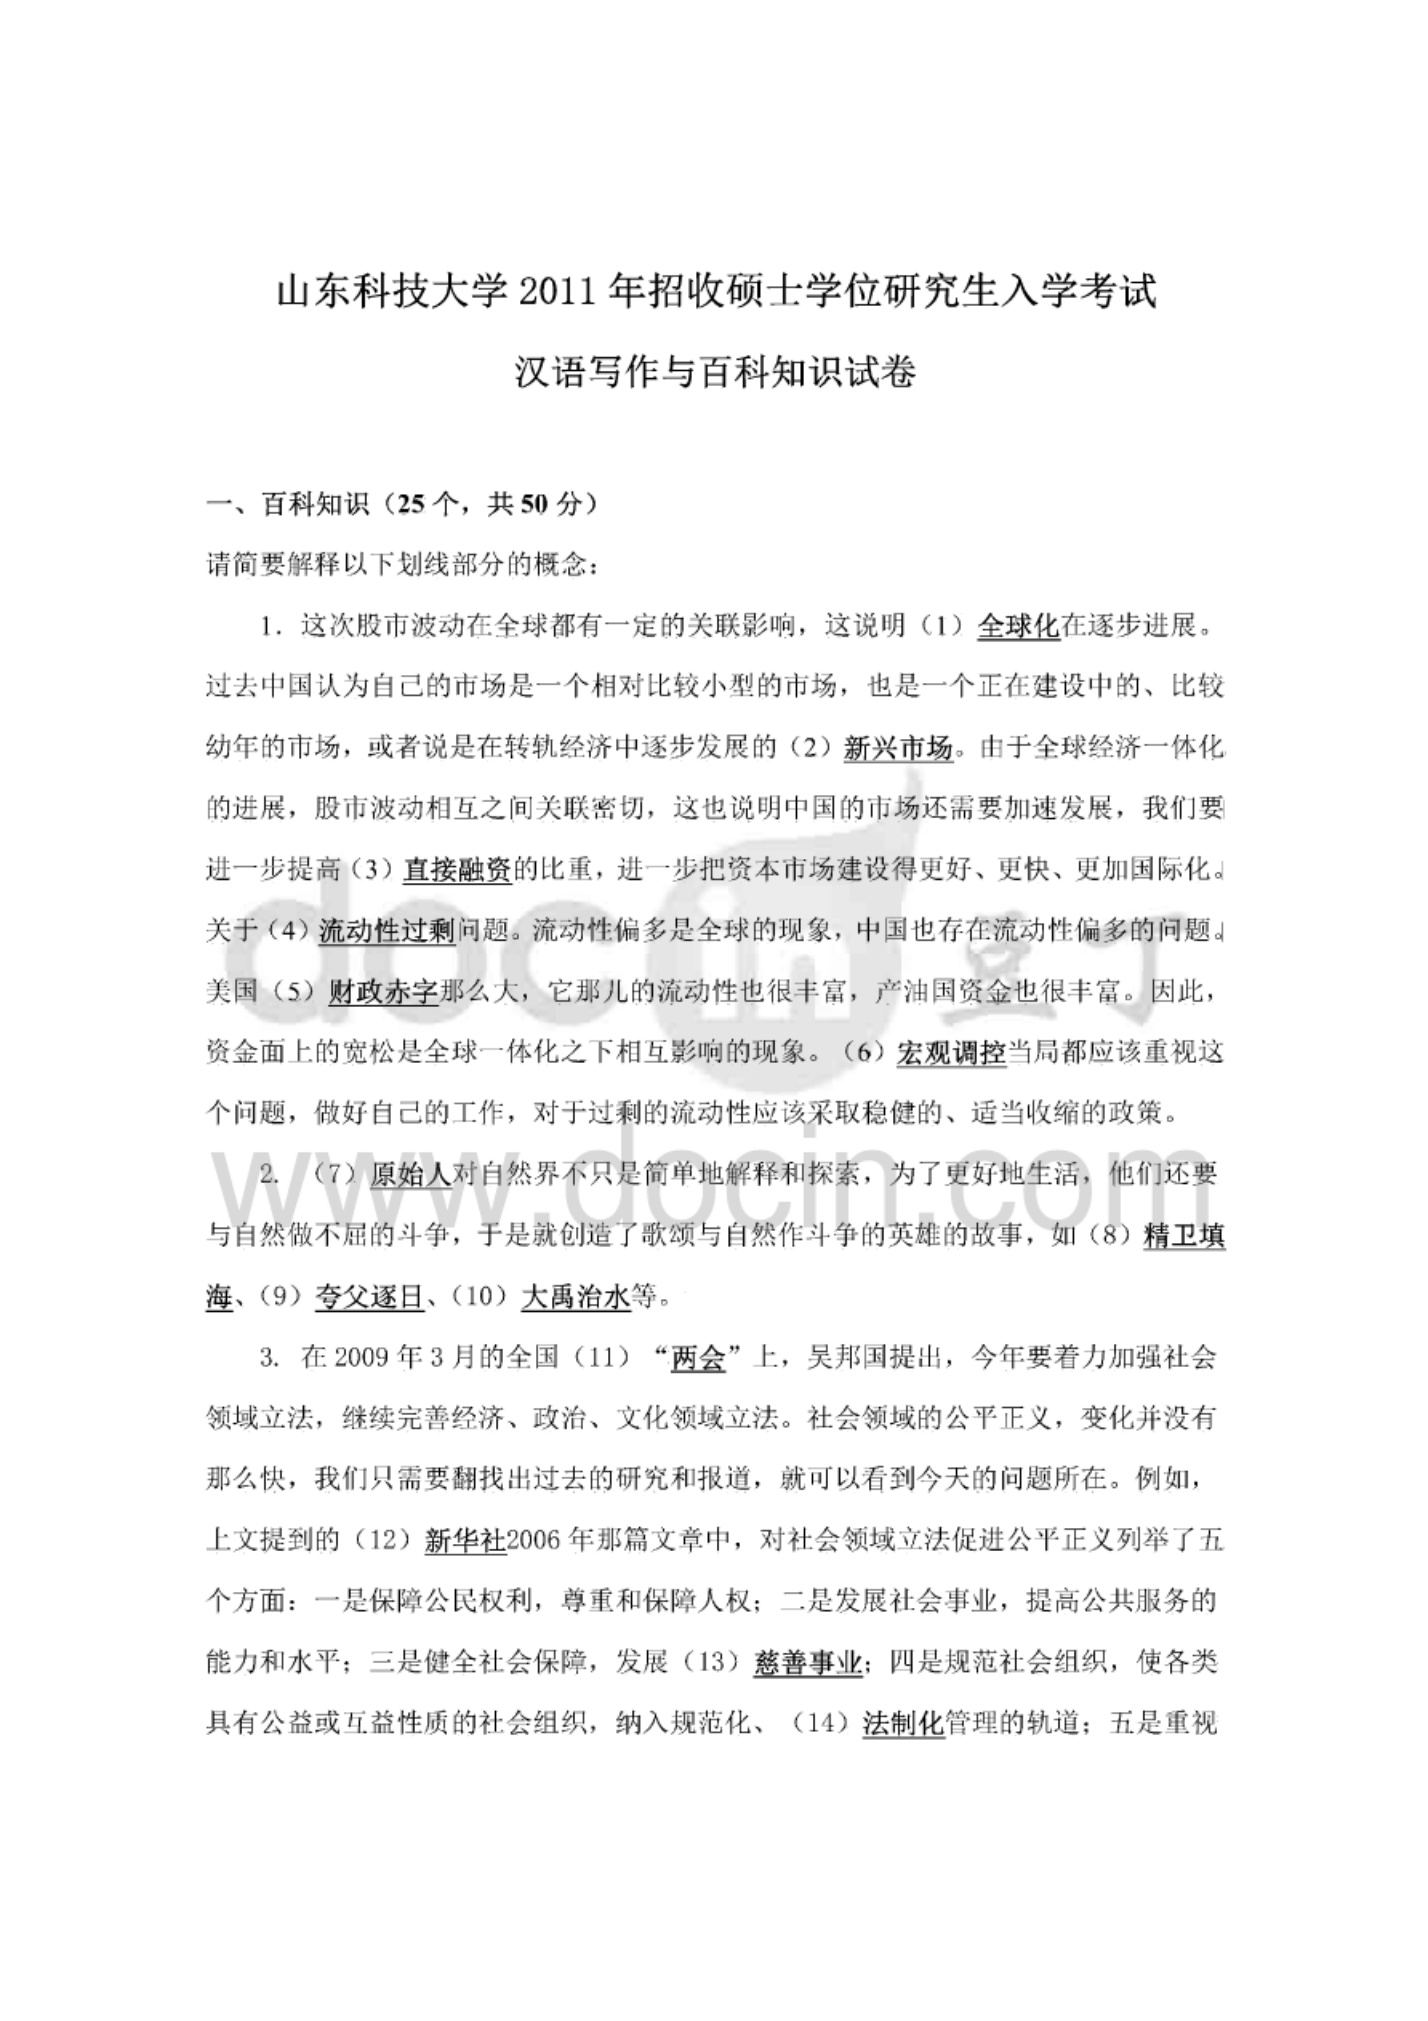 山东科技大学 2011 年招收硕士学位研究生入学考试
汉语写作与百科知识试卷
一、百科知识（25 个，共 50 分）
请简要解释以下划线部分的概念：
1．这次股市波动在全球都有一定的关联影响，这说明（1）全球化在逐步进展。
过去中国认为自己的市场是一个相对比较小型的市场，也是一个正在建设中的、比较
幼年的市场，或者说是在转轨经济中逐步发展的（2）新兴市场。由于全球经济一体化
的进展，股市波动相互之间关联密切，这也说明中国的市场还需要加速发展，我们要
进一步提高（3）直接融资的比重，进一步把资本市场建设得更好、更快、更加国际化。
关于（4）流动性过剩问题。流动性偏多是全球的现象，中国也存在流动性偏多的问题。
美国（5）财政赤字那么大，它那儿的流动性也很丰富，产油国资金也很丰富。因此，
资金面上的宽松是全球一体化之下相互影响的现象。（6）宏观调控当局都应该重视这
个问题，做好自己的工作，对于过剩的流动性应该采取稳健的、适当收缩的政策。
2. （7）原始人对自然界不只是简单地解释和探索，为了更好地生活，他们还要
与自然做不屈的斗争，于是就创造了歌颂与自然作斗争的英雄的故事，如（8）精卫填
海、（9）夸父逐日、（10）大禹治水等。
3. 在 2009 年 3 月的全国（11）“两会”上，吴邦国提出，今年要着力加强社会
领域立法，继续完善经济、政治、文化领域立法。社会领域的公平正义，变化并没有
那么快，我们只需要翻找出过去的研究和报道，就可以看到今天的问题所在。例如，
上文提到的（12）新华社2006 年那篇文章中，对社会领域立法促进公平正义列举了五
个方面：一是保障公民权利，尊重和保障人权；二是发展社会事业，提高公共服务的
能力和水平；三是健全社会保障，发展（13）慈善事业；四是规范社会组织，使各类
具有公益或互益性质的社会组织，纳入规范化、（14）法制化管理的轨道；五是重视
docin 豆丁
www.docin.com